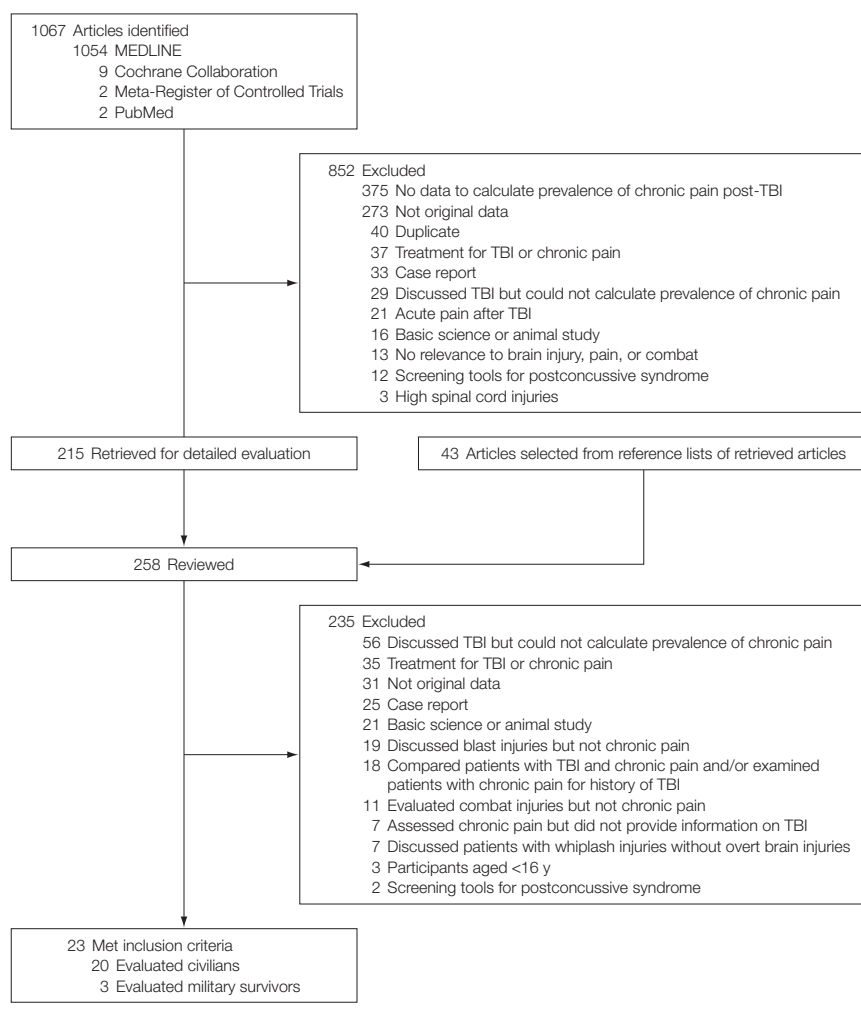 1067 Articles identified
1054 MEDLINE
9 Cochrane Collaboration
2 Meta-Register of Controlled Trials
2 PubMed
852 Excluded
375 No data to calculate prevalence of chronic pain post-TBI
273 Not original data
40 Duplicate
37 Treatment for TBI or chronic pain
33 Case report
29 Discussed TBI but could not calculate prevalence of chronic pain
21 Acute pain after TBI
16 Basic science or animal study
13 No relevance to brain injury, pain, or combat
12 Screening tools for postconcussive syndrome
3 High spinal cord injuries
215 Retrieved for detailed evaluation
43 Articles selected from reference lists of retrieved articles
258 Reviewed
235 Excluded
56 Discussed TBI but could not calculate prevalence of chronic pain
35 Treatment for TBI or chronic pain
31 Not original data
25 Case report
21 Basic science or animal study
19 Discussed blast injuries but not chronic pain
18 Compared patients with TBI and chronic pain and/or examined
patients with chronic pain for history of TBI
11 Evaluated combat injuries but not chronic pain
7 Assessed chronic pain but did not provide information on TBI
7 Discussed patients with whiplash injuries without overt brain injuries
3 Participants aged <16 y
2 Screening tools for postconcussive syndrome
23 Met inclusion criteria
20 Evaluated civilians
3 Evaluated military survivors